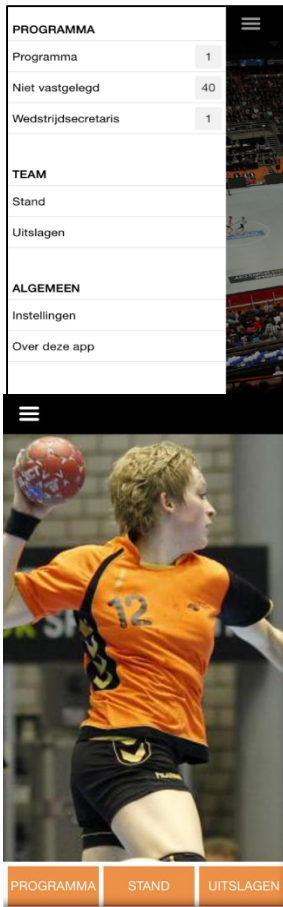 PROGRAMMA
Programma 1
Niet vastgelegd 40
Wedstrijdsecretaris 1
TEAM
Stand
Uitslagen
ALGEMEEN
Instellingen
Over deze app
12
PROGRAMMA STAND UITSLAGEN